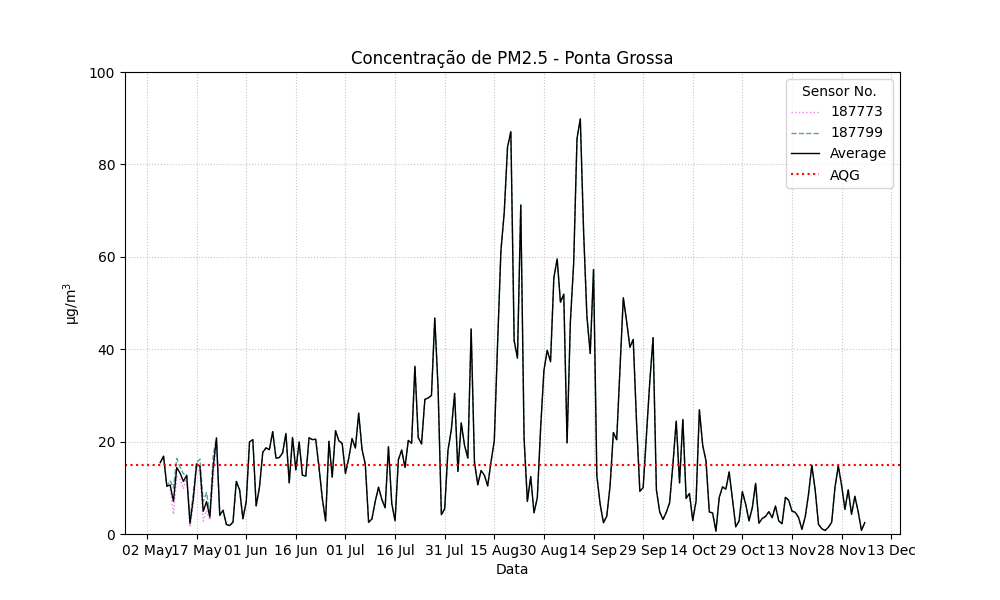 Concentração de PM2.5 - Ponta Grossa
100
80
60
40
20
0
µg/m³
Sensor No.
187773
187799
Average
AQG
02 May 17 May 01 Jun 16 Jun 01 Jul 16 Jul 31 Jul 15 Aug 30 Aug 14 Sep 29 Sep 14 Oct 29 Oct 13 Nov 28 Nov 13 Dec
Data